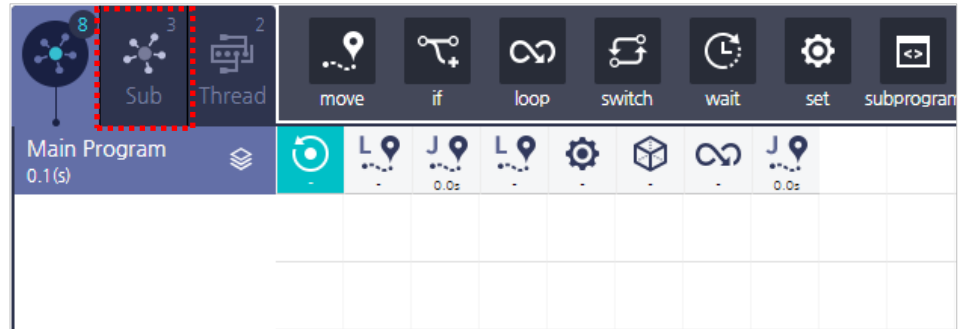 8
3
2
Sub
Thread
move
if
loop
switch
wait
set
subprogram
Main Program
0.1(s)
-
L
-
J
0.0s
L
-
-
-
-
J
0.0s